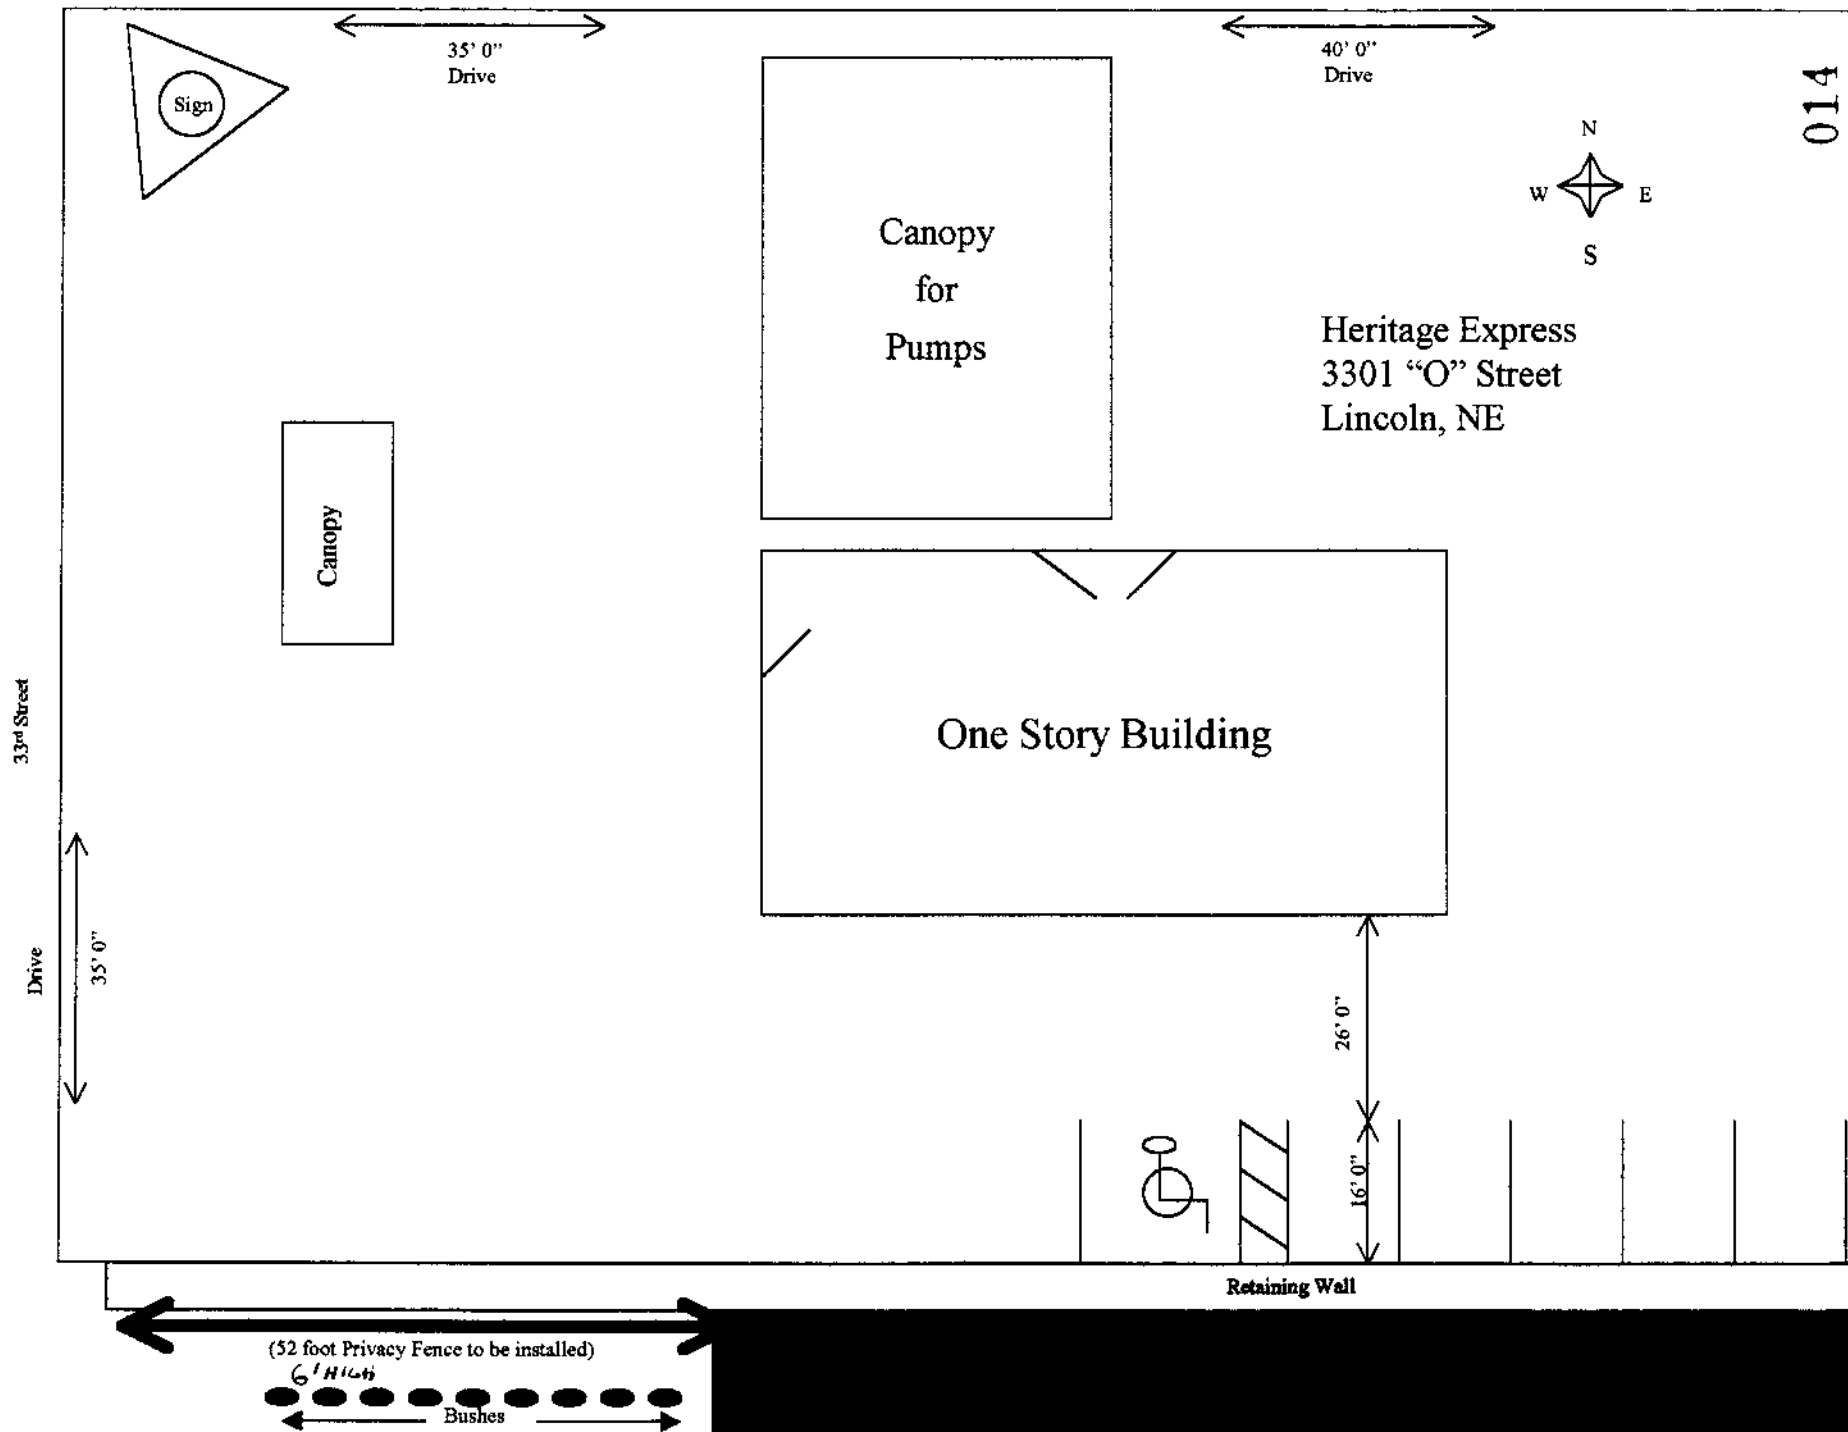 35' 0"
Drive
40' 0"
Drive
014
Sign
N
W
E
S
Canopy
for
Pumps
Heritage Express
3301 “O” Street
Lincoln, NE
Canopy
33rd Street
One Story Building
Drive
35' 0"
26' 0"
16' 0"
Retaining Wall
(52 foot Privacy Fence to be installed)
6' HIGH
Bushes